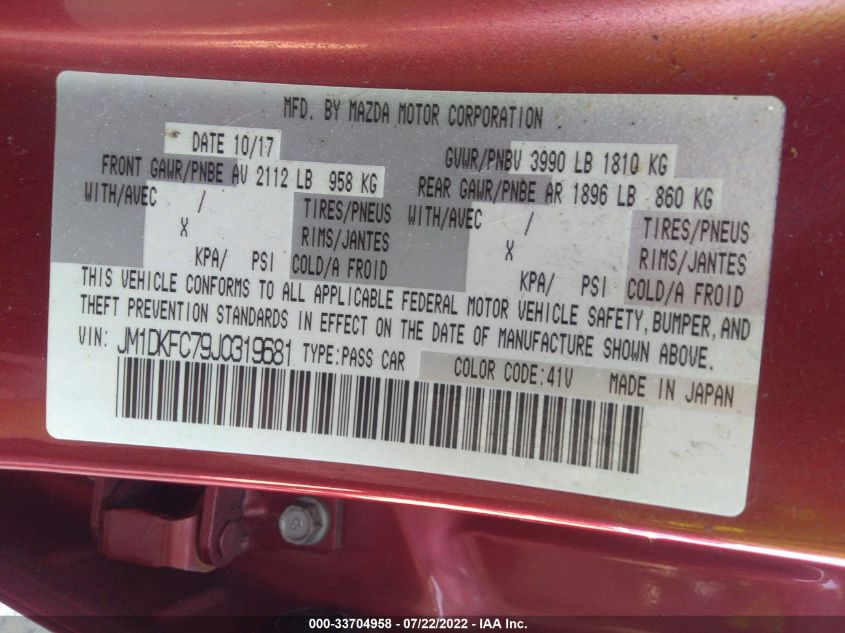 MFD. BY MAZDA MOTOR CORPORATION
DATE 10/17
GVWR/PNBV 3990 LB 1810 KG
FRONT GAWR/PNBE AV 2112 LB 958 KG
REAR GAWR/PNBE AR 1896 LB 860 KG
WITH/AVEC / TIRES/PNEUS
X RIMS/JANTES
KPA/ PSI COLD/A FROID
WITH/AVEC / TIRES/PNEUS
X RIMS/JANTES
KPA/ PSI COLD/A FROID
THIS VEHICLE CONFORMS TO ALL APPLICABLE FEDERAL MOTOR VEHICLE SAFETY, BUMPER, AND
THEFT PREVENTION STANDARDS IN EFFECT ON THE DATE OF MANUFACTURE SHOWN ABOVE.
VIN: JM1DKFC79J0319681 TYPE:PASS CAR
COLOR CODE:41V MADE IN JAPAN
000-33704958 - 07/22/2022 - IAA Inc.